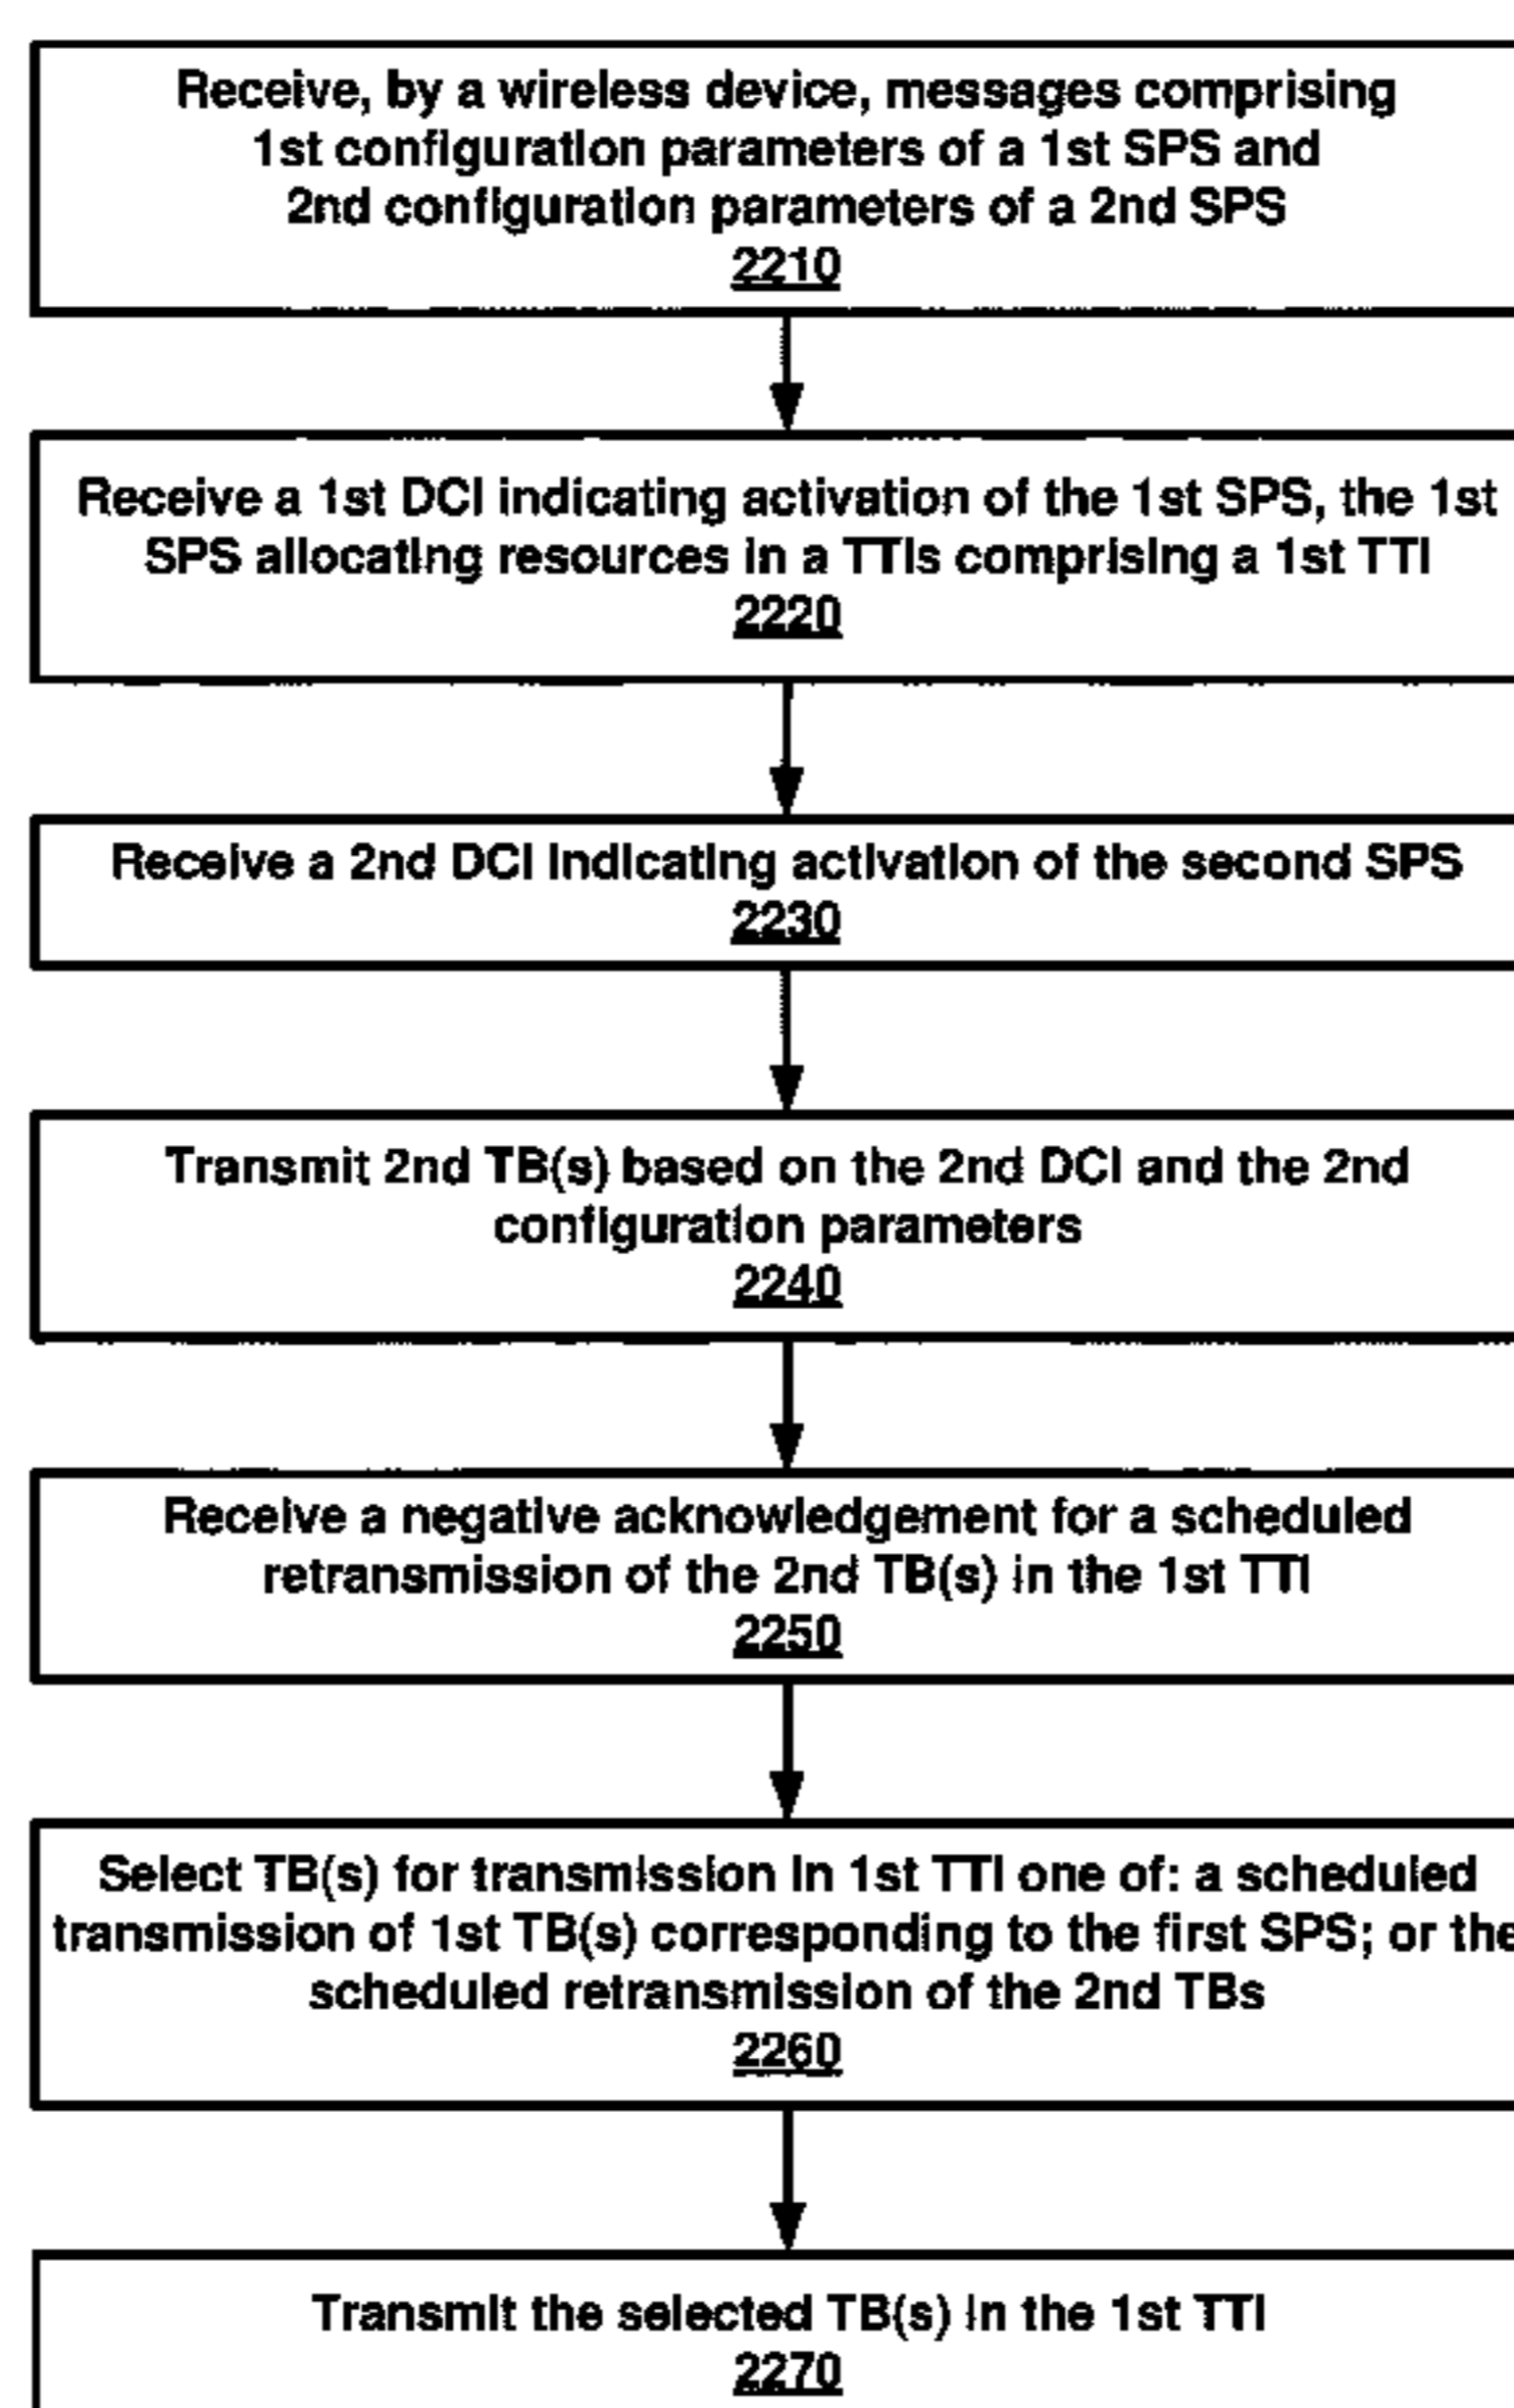 Receive, by a wireless device, messages comprising
1st configuration parameters of a 1st SPS and
2nd configuration parameters of a 2nd SPS
2210
Receive a 1st DCI indicating activation of the 1st SPS, the 1st
SPS allocating resources in a TTIs comprising a 1st TTI
2220
Receive a 2nd DCI indicating activation of the second SPS
2230
Transmit 2nd TB(s) based on the 2nd DCI and the 2nd
configuration parameters
2240
Receive a negative acknowledgement for a scheduled
retransmission of the 2nd TB(s) in the 1st TTI
2250
Select TB(s) for transmission in 1st TTI one of: a scheduled
transmission of 1st TB(s) corresponding to the first SPS; or the
scheduled retransmission of the 2nd TBs
2260
Transmit the selected TB(s) in the 1st TTI
2270